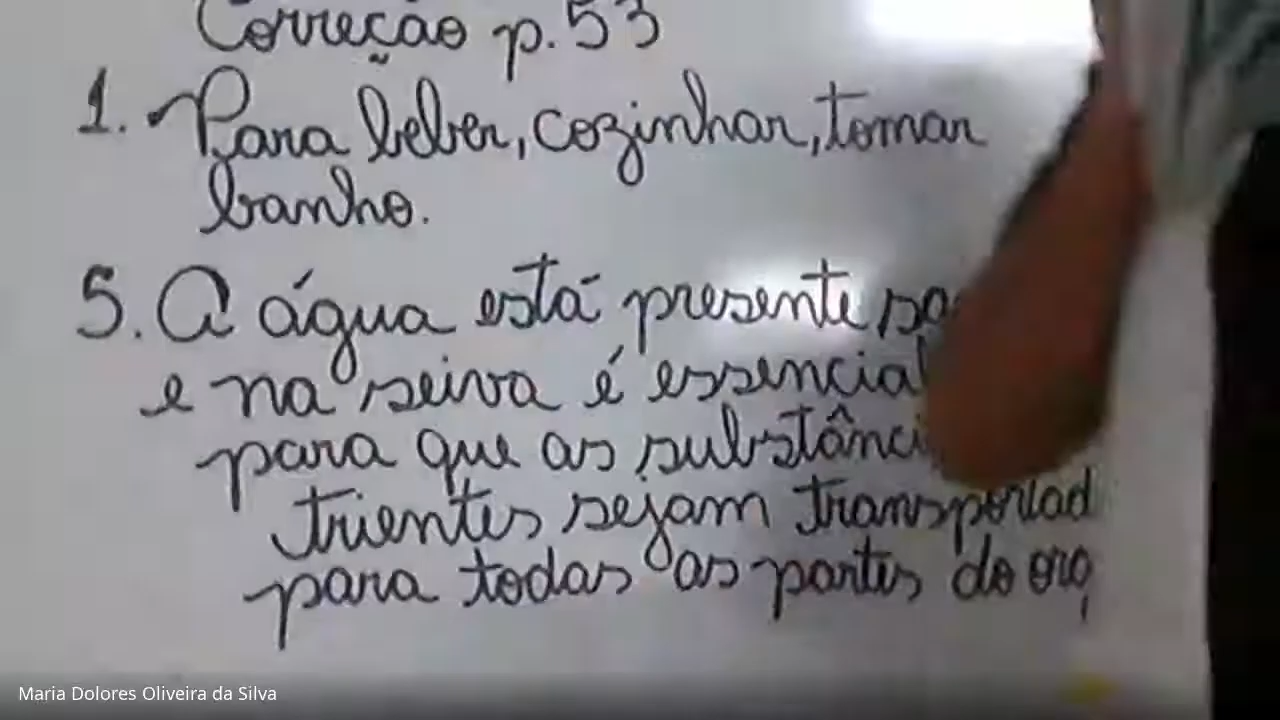 Correção p.53
1. Para beber, cozinhar, tomar
banho.
5. A água está presente
e na seiva é essencial
para que as
trientes sejam
para todas as partes do
Maria Dolores Oliveira da Silva